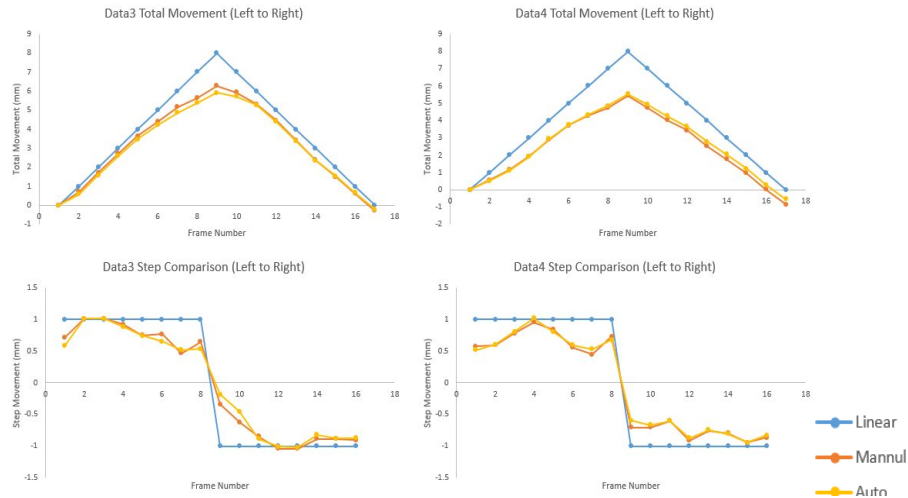 Data3 Total Movement (Left to Right)
Total Movement (mm)
9
8
7
6
5
4
3
2
1
0
-1
0 2 4 6 8 10 12 14 16 18
Frame Number
Data4 Total Movement (Left to Right)
Total Movement (mm)
9
8
7
6
5
4
3
2
1
0
-1
-2
0 2 4 6 8 10 12 14 16 18
Frame Number
Data3 Step Comparison (Left to Right)
Step Movement (mm)
1.5
1
0.5
0
-0.5
-1
-1.5
0 2 4 6 8 10 12 14 16 18
Frame Number
Data4 Step Comparison (Left to Right)
Step Movement (mm)
1.5
1
0.5
0
-0.5
-1
-1.5
0 2 4 6 8 10 12 14 16 18
Frame Number
Linear
Mannul
Auto